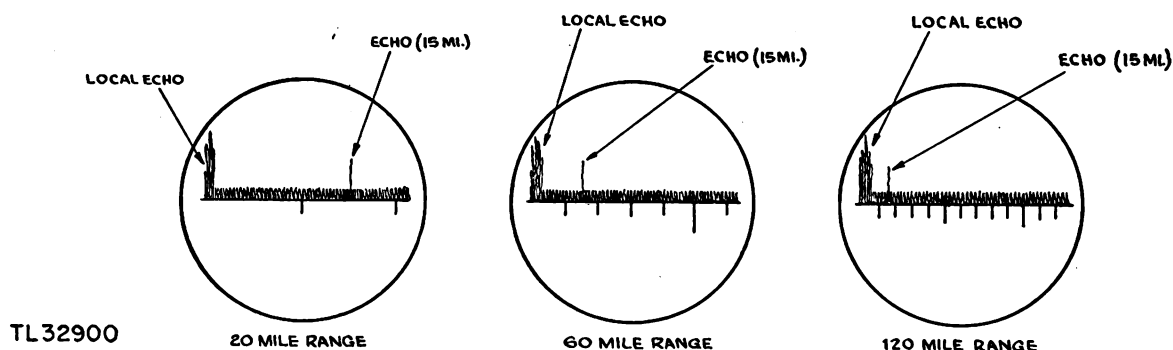 LOCAL ECHO
ECHO (15 MI.)
LOCAL ECHO
ECHO (15 MI.)
LOCAL ECHO
ECHO (15 MI.)
TL32900
20 MILE RANGE
60 MILE RANGE
120 MILE RANGE